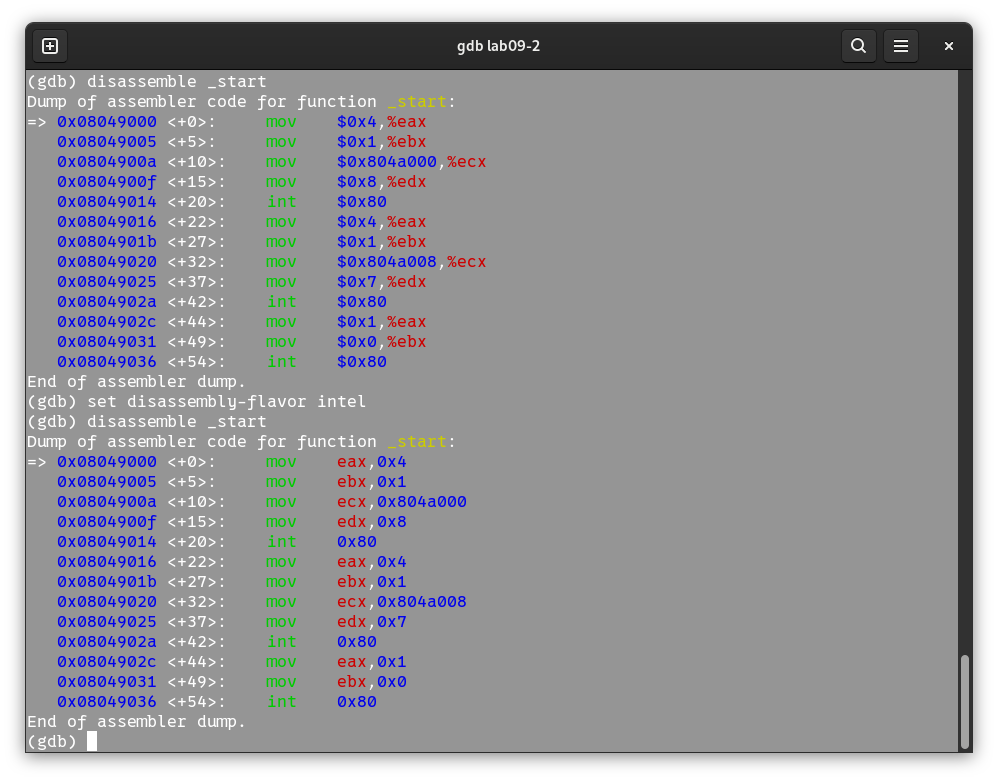 gdb lab09-2
(gdb) disassemble _start
Dump of assembler code for function _start:
=> 0x08049000 <+0>:     mov    $0x4,%eax
   0x08049005 <+5>:     mov    $0x1,%ebx
   0x0804900a <+10>:    mov    $0x804a000,%ecx
   0x0804900f <+15>:    mov    $0x8,%edx
   0x08049014 <+20>:    int    $0x80
   0x08049016 <+22>:    mov    $0x4,%eax
   0x0804901b <+27>:    mov    $0x1,%ebx
   0x08049020 <+32>:    mov    $0x804a008,%ecx
   0x08049025 <+37>:    mov    $0x7,%edx
   0x0804902a <+42>:    int    $0x80
   0x0804902c <+44>:    mov    $0x1,%eax
   0x08049031 <+49>:    mov    $0x0,%ebx
   0x08049036 <+54>:    int    $0x80
End of assembler dump.
(gdb) set disassembly-flavor intel
(gdb) disassemble _start
Dump of assembler code for function _start:
=> 0x08049000 <+0>:     mov    eax,0x4
   0x08049005 <+5>:     mov    ebx,0x1
   0x0804900a <+10>:    mov    ecx,0x804a000
   0x0804900f <+15>:    mov    edx,0x8
   0x08049014 <+20>:    int    0x80
   0x08049016 <+22>:    mov    eax,0x4
   0x0804901b <+27>:    mov    ebx,0x1
   0x08049020 <+32>:    mov    ecx,0x804a008
   0x08049025 <+37>:    mov    edx,0x7
   0x0804902a <+42>:    int    0x80
   0x0804902c <+44>:    mov    eax,0x1
   0x08049031 <+49>:    mov    ebx,0x0
   0x08049036 <+54>:    int    0x80
End of assembler dump.
(gdb)